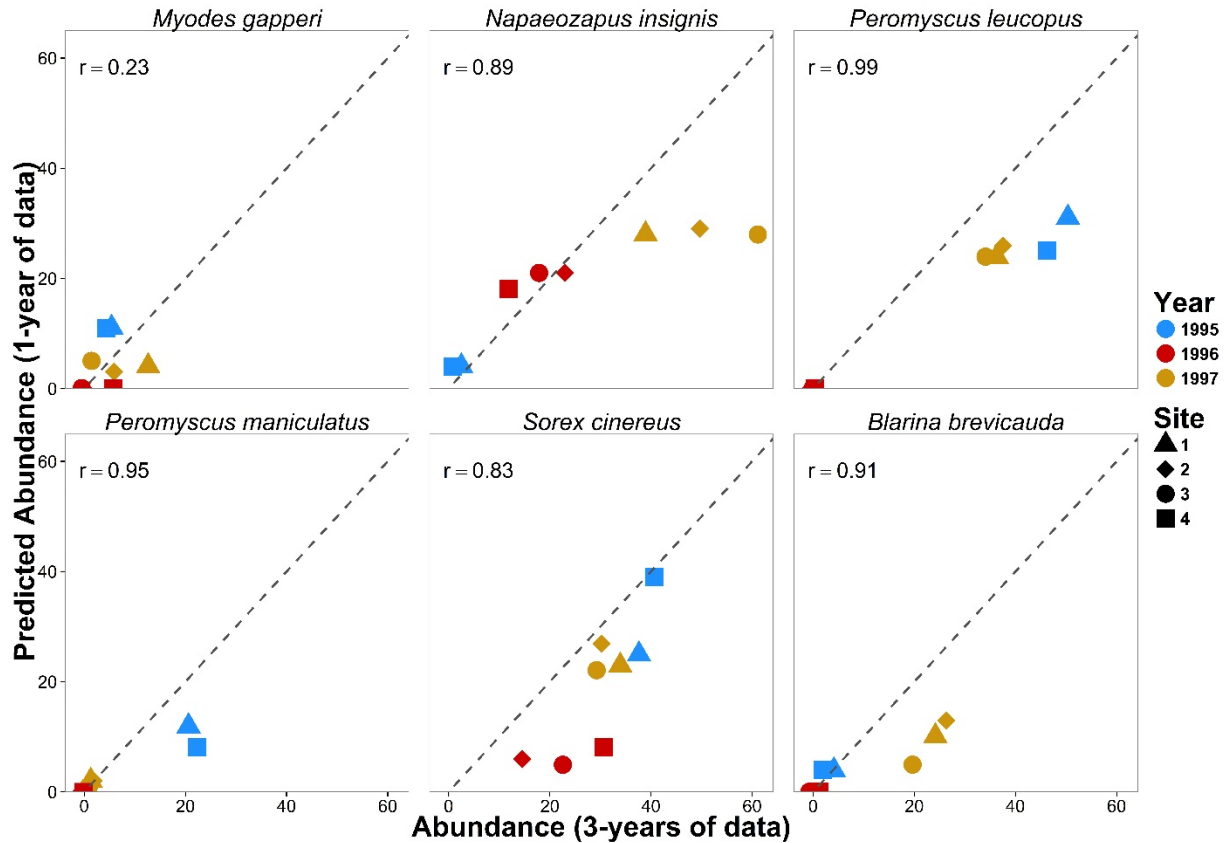 Myodes gapperi
Napaeozapus insignis
Peromyscus leucopus
60
40
20
0
r = 0.23
r = 0.89
r = 0.99
Peromyscus maniculatus
Sorex cinereus
Blarina brevicauda
60
40
20
0
r = 0.95
r = 0.83
r = 0.91
0 20 40 60
0 20 40 60
0 20 40 60
Predicted Abundance (1-year of data)
Abundance (3-years of data)
Year
1995
1996
1997
Site
1
2
3
4